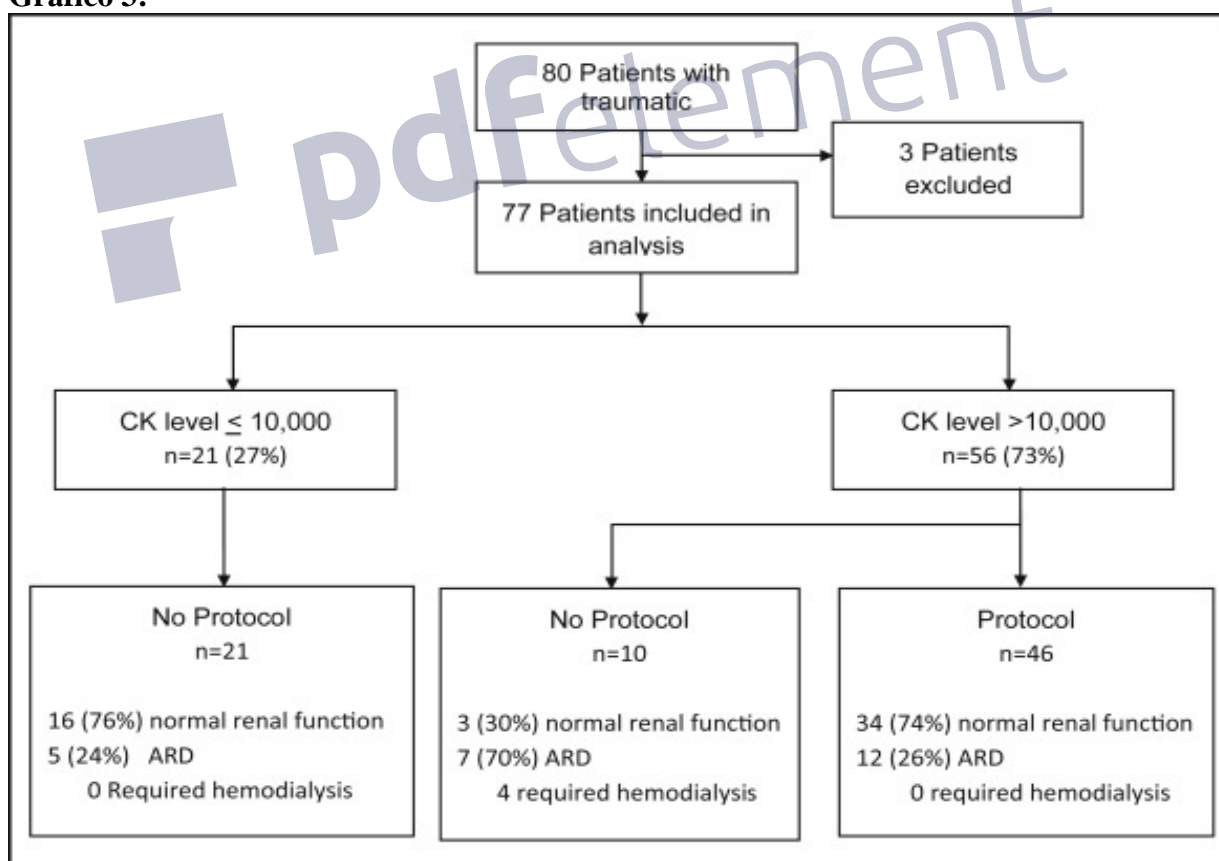 Gráfico 3.
80 Patients with
traumatic
3 Patients
excluded
77 Patients included in
analysis
CK level ≤ 10,000
n=21 (27%)
CK level >10,000
n=56 (73%)
No Protocol
n=21
16 (76%) normal renal function
5 (24%) ARD
0 Required hemodialysis
No Protocol
n=10
3 (30%) normal renal function
7 (70%) ARD
4 required hemodialysis
Protocol
n=46
34 (74%) normal renal function
12 (26%) ARD
0 required hemodialysis
pdfelement